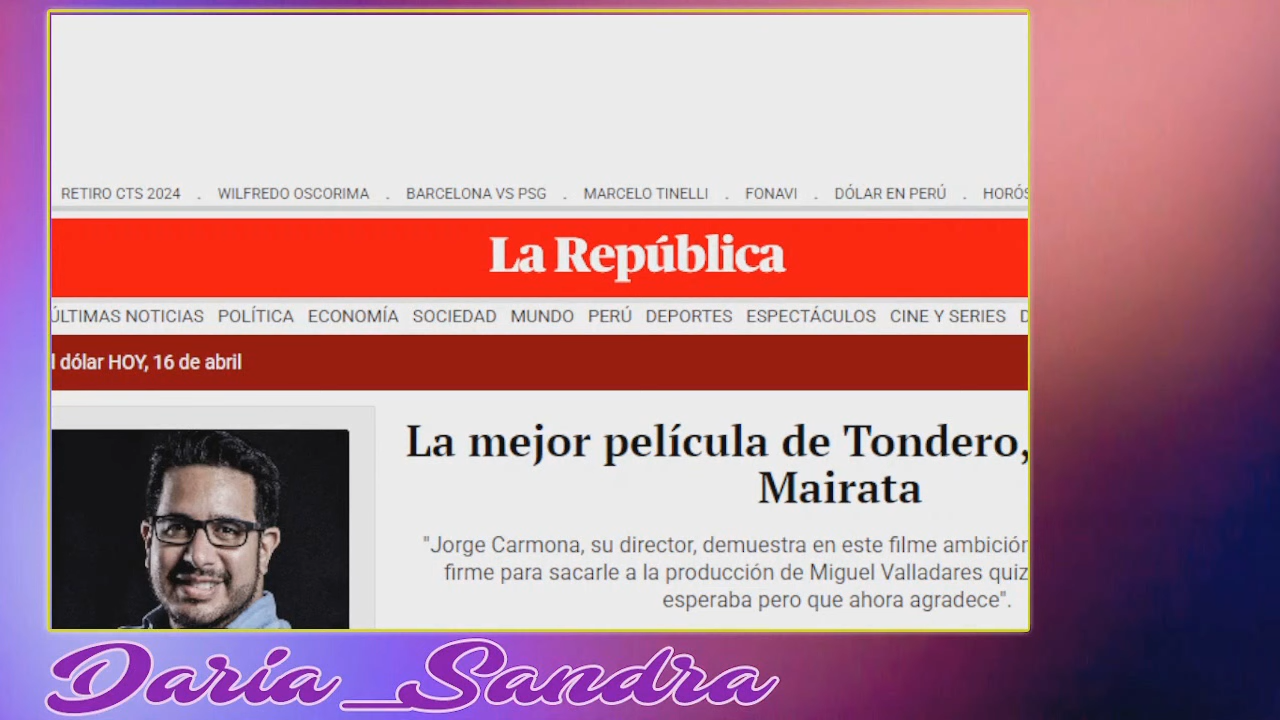 RETIRO CTS 2024 . WILFREDO OSCORIMA . BARCELONA VS PSG . MARCELO TINELLI . FONAVI . DÓLAR EN PERÚ . HORÓS
La República
ÚLTIMAS NOTICIAS POLÍTICA ECONOMÍA SOCIEDAD MUNDO PERÚ DEPORTES ESPECTÁCULOS CINE Y SERIES D
l dólar HOY, 16 de abril
La mejor película de Tondero,
Mairata
"Jorge Carmona, su director, demuestra en este filme ambición
firme para sacarle a la producción de Miguel Valladares quiz
esperaba pero que ahora agradece".
Daria_Sandra